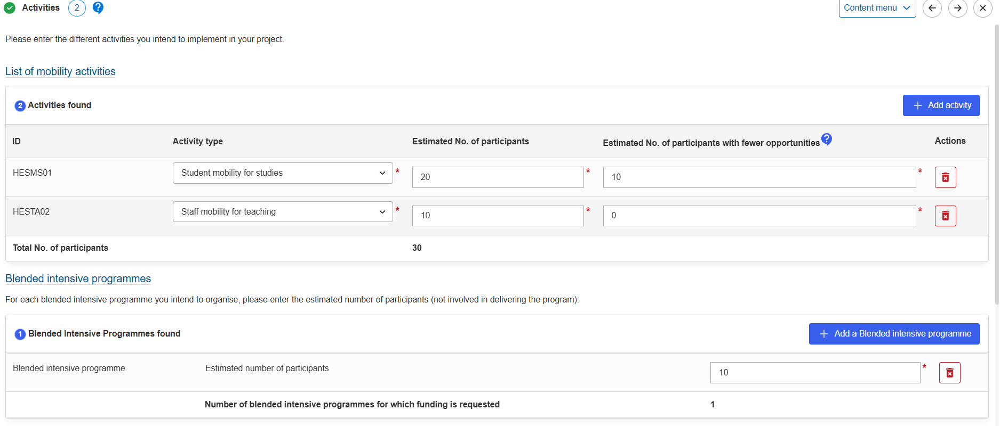 Activities 2 ?
Content menu
Please enter the different activities you intend to implement in your project.
List of mobility activities
2 Activities found
Add activity
ID Activity type Estimated No. of participants Estimated No. of participants with fewer opportunities ? Actions
HESMS01 Student mobility for studies * 20 * 10 *
HESTA02 Staff mobility for teaching * 10 * 0 *
Total No. of participants 30
Blended intensive programmes
For each blended intensive programme you intend to organise, please enter the estimated number of participants (not involved in delivering the program):
1 Blended Intensive Programmes found
Add a Blended intensive programme
Blended intensive programme Estimated number of participants 10 *
Number of blended intensive programmes for which funding is requested 1